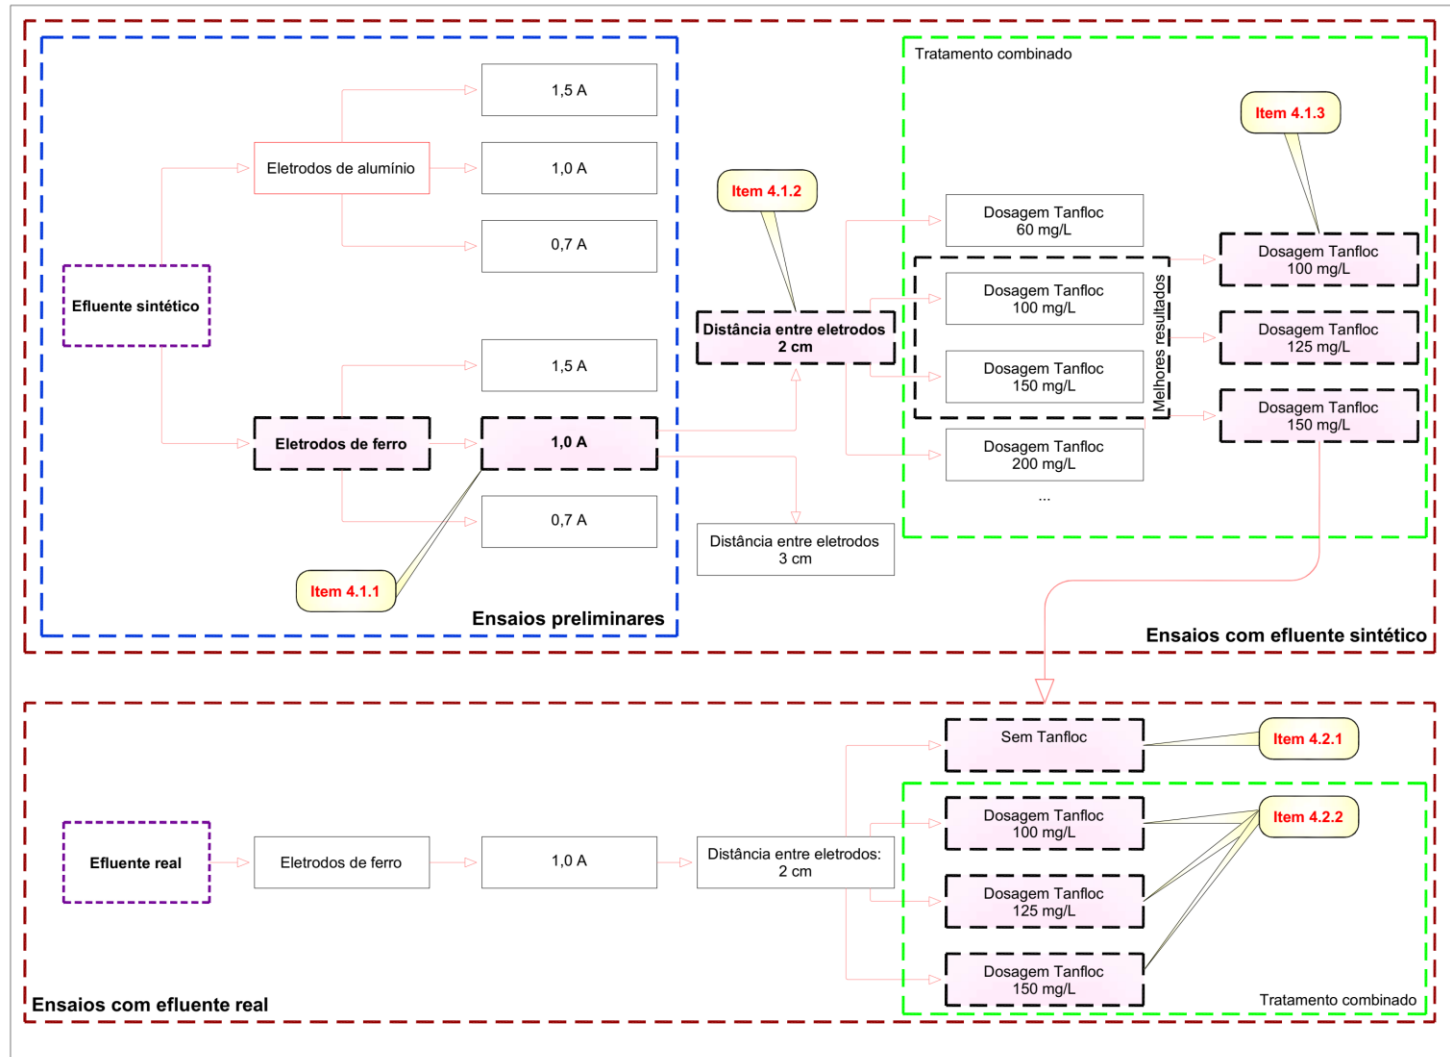 Tratamento combinado
1,5 A
Item 4.1.3
Eletrodos de alumínio
1,0 A
Item 4.1.2
Dosagem Tanfloc
60 mg/L
0,7 A
Dosagem Tanfloc
100 mg/L
Efluente sintético
Dosagem Tanfloc
100 mg/L
Melhores resultados
Distância entre eletrodos
2 cm
Dosagem Tanfloc
125 mg/L
1,5 A
Dosagem Tanfloc
150 mg/L
Dosagem Tanfloc
150 mg/L
Eletrodos de ferro
1,0 A
Dosagem Tanfloc
200 mg/L
...
0,7 A
Distância entre eletrodos
3 cm
Item 4.1.1
Ensaios preliminares
Ensaios com efluente sintético
Sem Tanfloc
Item 4.2.1
Dosagem Tanfloc
100 mg/L
Item 4.2.2
Efluente real
Eletrodos de ferro
1,0 A
Distância entre eletrodos:
2 cm
Dosagem Tanfloc
125 mg/L
Dosagem Tanfloc
150 mg/L
Tratamento combinado
Ensaios com efluente real